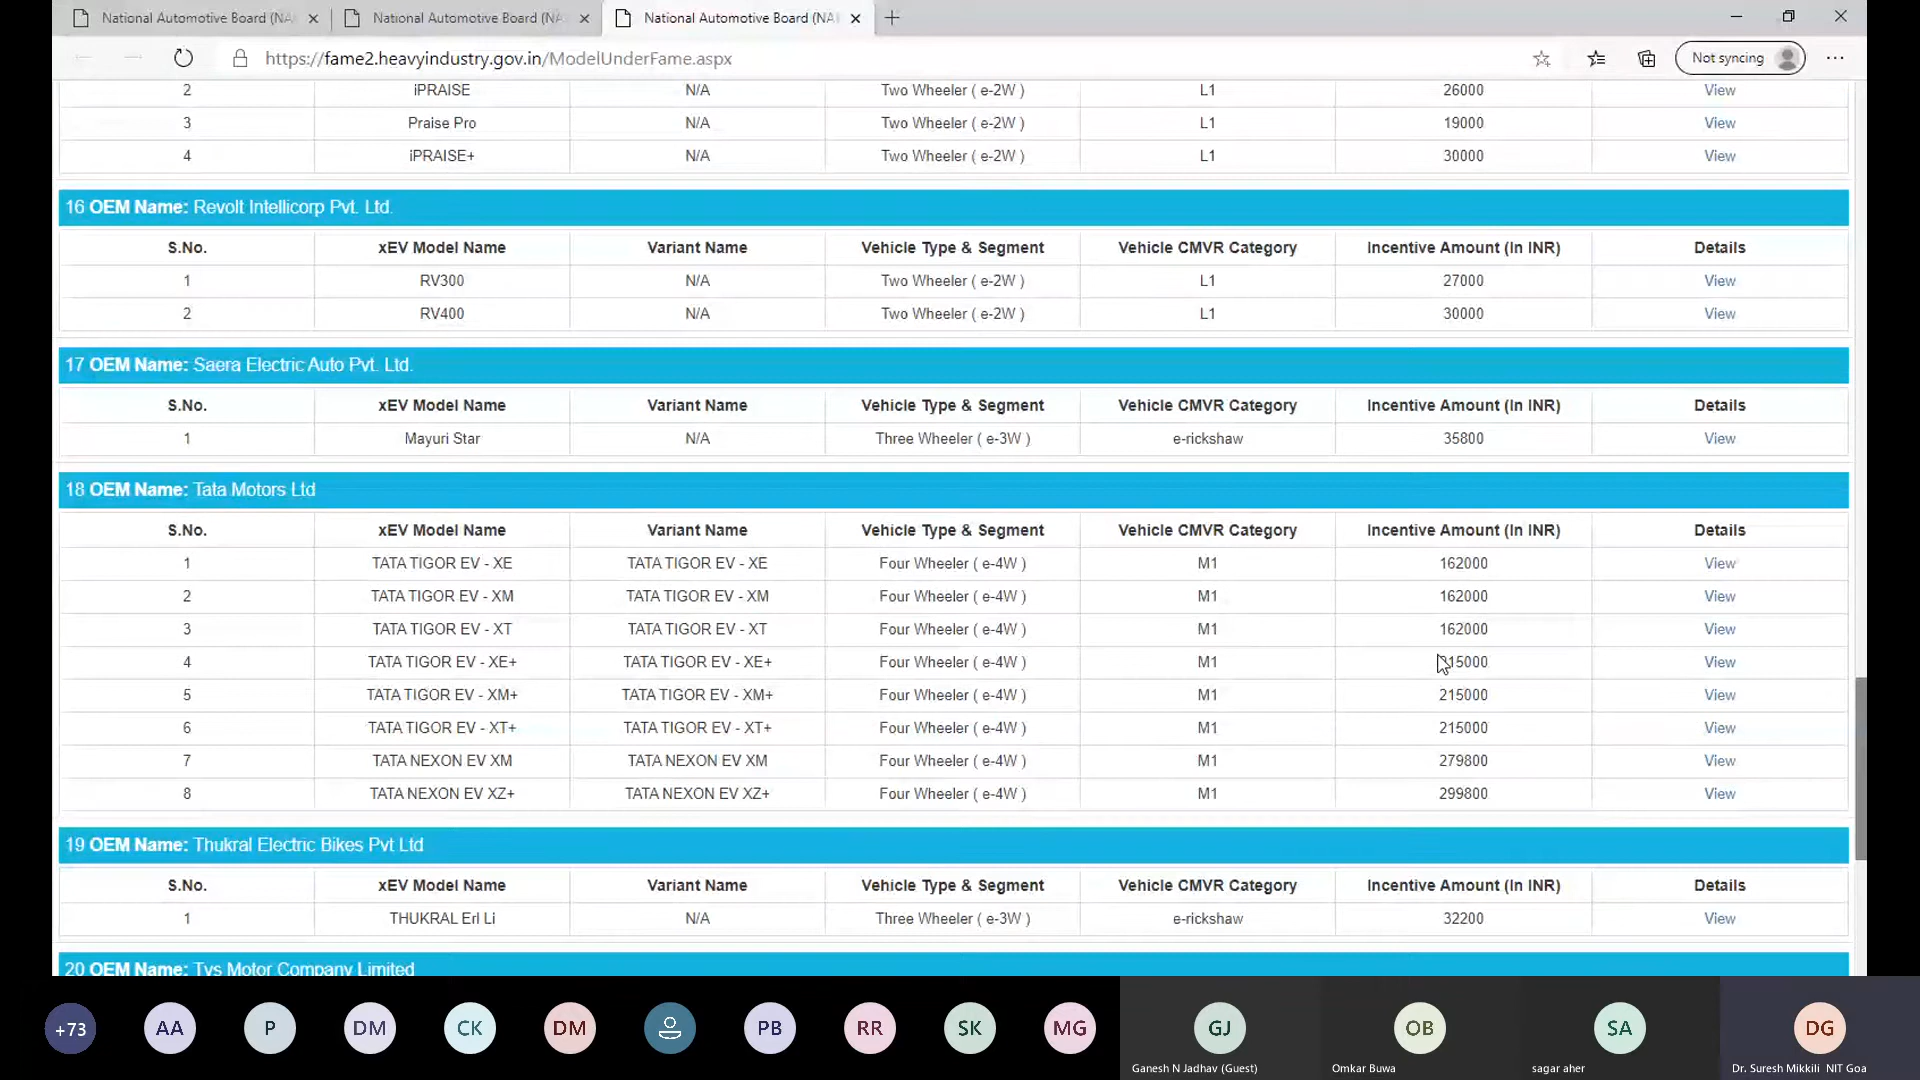 National Automotive Board (NA
National Automotive Board (NA
National Automotive Board (NA
https://fame2.heavyindustry.gov.in/ModelUnderFame.aspx
Not syncing
2 iPRAISE N/A Two Wheeler ( e-2W ) L1 26000 View
3 Praise Pro N/A Two Wheeler ( e-2W ) L1 19000 View
4 iPRAISE+ N/A Two Wheeler ( e-2W ) L1 30000 View
16 OEM Name: Revolt Intellicorp Pvt. Ltd.
S.No. xEV Model Name Variant Name Vehicle Type & Segment Vehicle CMVR Category Incentive Amount (In INR) Details
1 RV300 N/A Two Wheeler ( e-2W ) L1 27000 View
2 RV400 N/A Two Wheeler ( e-2W ) L1 30000 View
17 OEM Name: Saera Electric Auto Pvt. Ltd.
S.No. xEV Model Name Variant Name Vehicle Type & Segment Vehicle CMVR Category Incentive Amount (In INR) Details
1 Mayuri Star N/A Three Wheeler ( e-3W ) e-rickshaw 35800 View
18 OEM Name: Tata Motors Ltd
S.No. xEV Model Name Variant Name Vehicle Type & Segment Vehicle CMVR Category Incentive Amount (In INR) Details
1 TATA TIGOR EV - XE TATA TIGOR EV - XE Four Wheeler ( e-4W ) M1 162000 View
2 TATA TIGOR EV - XM TATA TIGOR EV - XM Four Wheeler ( e-4W ) M1 162000 View
3 TATA TIGOR EV - XT TATA TIGOR EV - XT Four Wheeler ( e-4W ) M1 162000 View
4 TATA TIGOR EV - XE+ TATA TIGOR EV - XE+ Four Wheeler ( e-4W ) M1 215000 View
5 TATA TIGOR EV - XM+ TATA TIGOR EV - XM+ Four Wheeler ( e-4W ) M1 215000 View
6 TATA TIGOR EV - XT+ TATA TIGOR EV - XT+ Four Wheeler ( e-4W ) M1 215000 View
7 TATA NEXON EV XM TATA NEXON EV XM Four Wheeler ( e-4W ) M1 279800 View
8 TATA NEXON EV XZ+ TATA NEXON EV XZ+ Four Wheeler ( e-4W ) M1 299800 View
19 OEM Name: Thukral Electric Bikes Pvt Ltd
S.No. xEV Model Name Variant Name Vehicle Type & Segment Vehicle CMVR Category Incentive Amount (In INR) Details
1 THUKRAL Erl Li N/A Three Wheeler ( e-3W ) e-rickshaw 32200 View
20 OEM Name: Tvs Motor Company Limited
+73 AA P DM CK DM PB RR SK MG GJ OB SA DG
Ganesh N Jadhav (Guest) Omkar Buwa sagar aher Dr. Suresh Mikkili NIT Goa